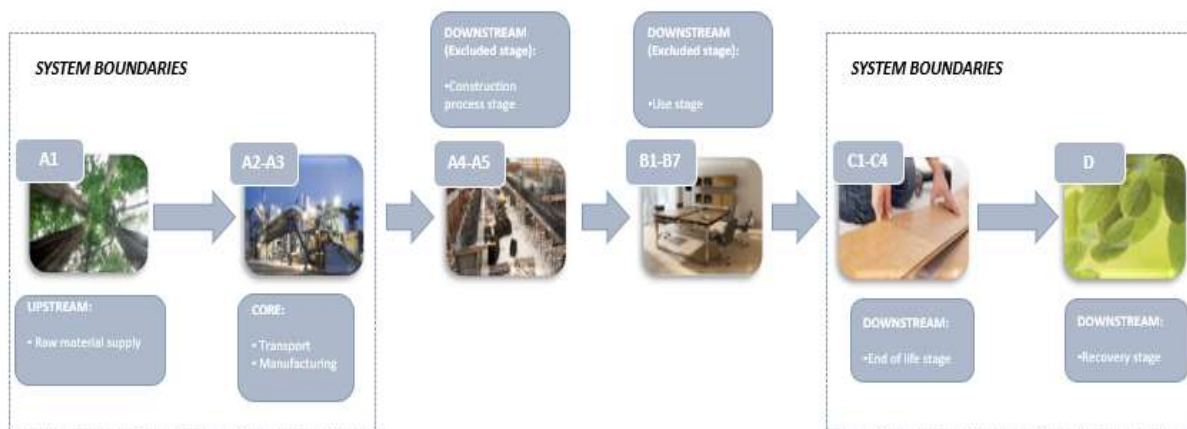 SYSTEM BOUNDARIES
A1
UPSTREAM:
• Raw material supply
A2-A3
CORE:
• Transport
• Manufacturing
DOWNSTREAM
(Excluded stage):
•Construction
process stage
A4-A5
DOWNSTREAM
(Excluded stage):
•Use stage
B1-B7
SYSTEM BOUNDARIES
C1-C4
DOWNSTREAM:
•End of life stage
D
DOWNSTREAM:
•Recovery stage